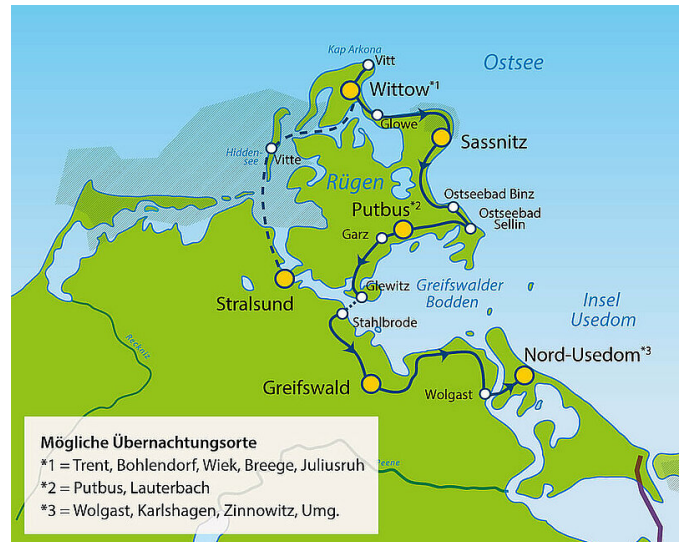 Kap Arkona
Vitt
Ostsee
Wittow*1
Glowe
Sassnitz
Hidden-
see
Vitte
Rügen
Ostseebad Binz
Ostseebad
Sellin
Putbus*2
Garz
Glewitz
Greifswalder
Bodden
Insel
Usedom
Stralsund
Stahlbrode
Nord-Usedom*3
Greifswald
Wolgast
Recknitz
Peene
Mögliche Übernachtungsorte
*1 = Trent, Bohlendorf, Wiek, Breege, Juliusruh
*2 = Putbus, Lauterbach
*3 = Wolgast, Karlshagen, Zinnowitz, Umg.